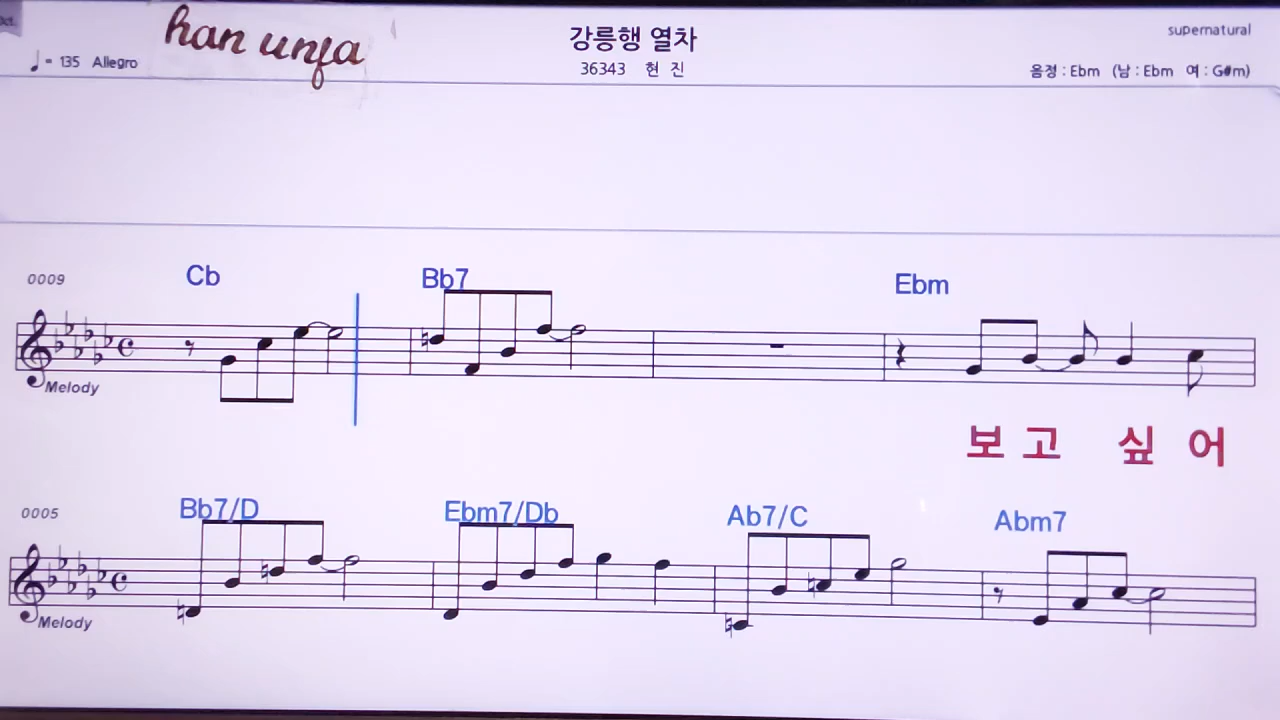 han unfa
강릉행 열차
supernatural
♩= 135 Allegro
36343 현 진
음정 : Ebm (남 : Ebm 여 : G#m)
0009
Cb Bb7 Ebm
Melody
보 고 싶 어
0005
Bb7/D Ebm7/Db Ab7/C Abm7
Melody